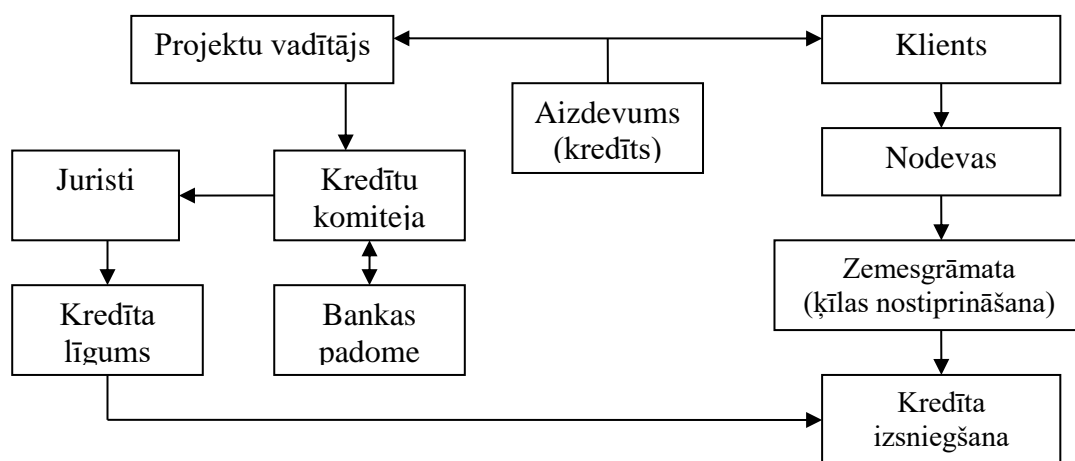 Projektu vadītājs
Klients
Aizdevums
(kredīts)
Nodevas
Juristi
Kredītu
komiteja
Zemesgrāmata
(ķīlas nostiprināšana)
Kredīta
līgums
Bankas
padome
Kredīta
izsniegšana